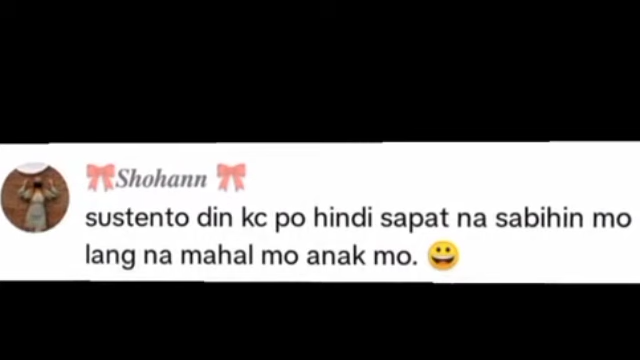 🎀Shohann 🎀
sustento din kc po hindi sapat na sabihin mo
lang na mahal mo anak mo. 😀